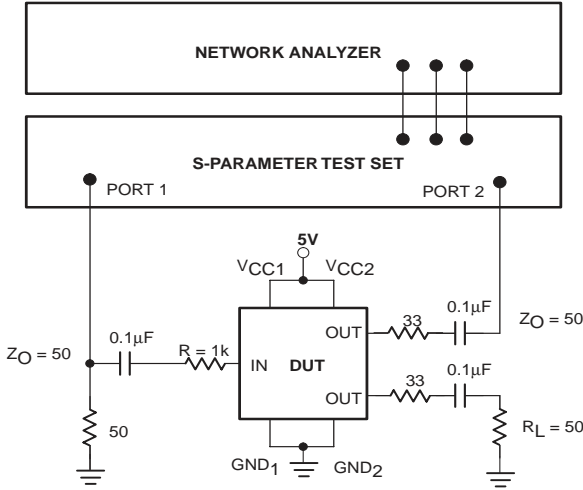 NETWORK ANALYZER
S-PARAMETER TEST SET
PORT 1
PORT 2
5V
VCC1
VCC2
0.1µF
OUT
33
ZO = 50
ZO = 50
0.1µF
R = 1k
IN
DUT
33
0.1µF
OUT
50
RL = 50
GND1
GND2